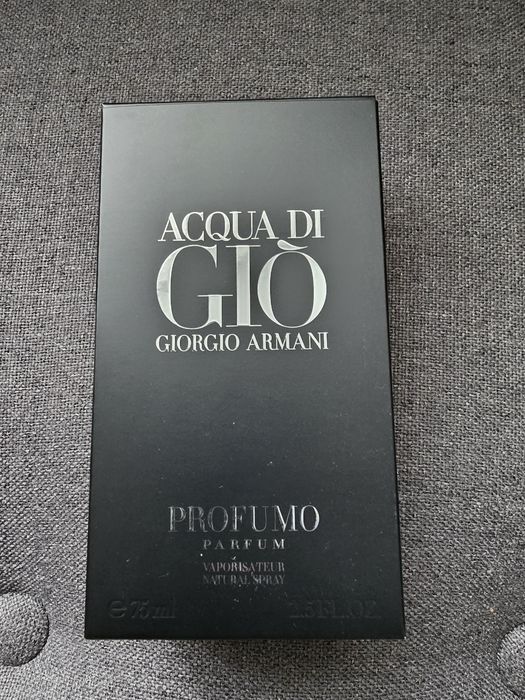 ACQUA DI
GIÒ
GIORGIO ARMANI
PROFUMO
PARFUM
VAPORISATEUR
NATURAL SPRAY
℮ 75 ml 2.5 FL.OZ.